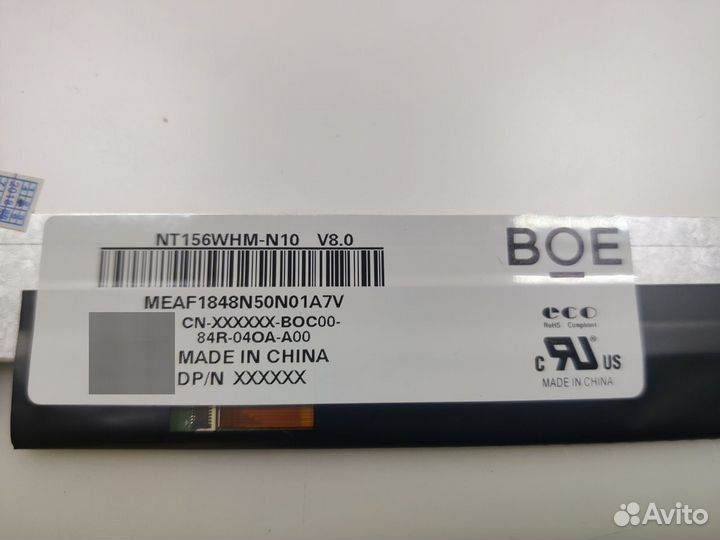 NT156WHM-N10 V8.0
BOE
MEAF1848N50N01A7V
CN-XXXXXX-BOC00-
84R-04OA-A00
MADE IN CHINA
DP/N XXXXXX
eco
RoHS Compliant
C RU US
MADE IN CHINA
Avito